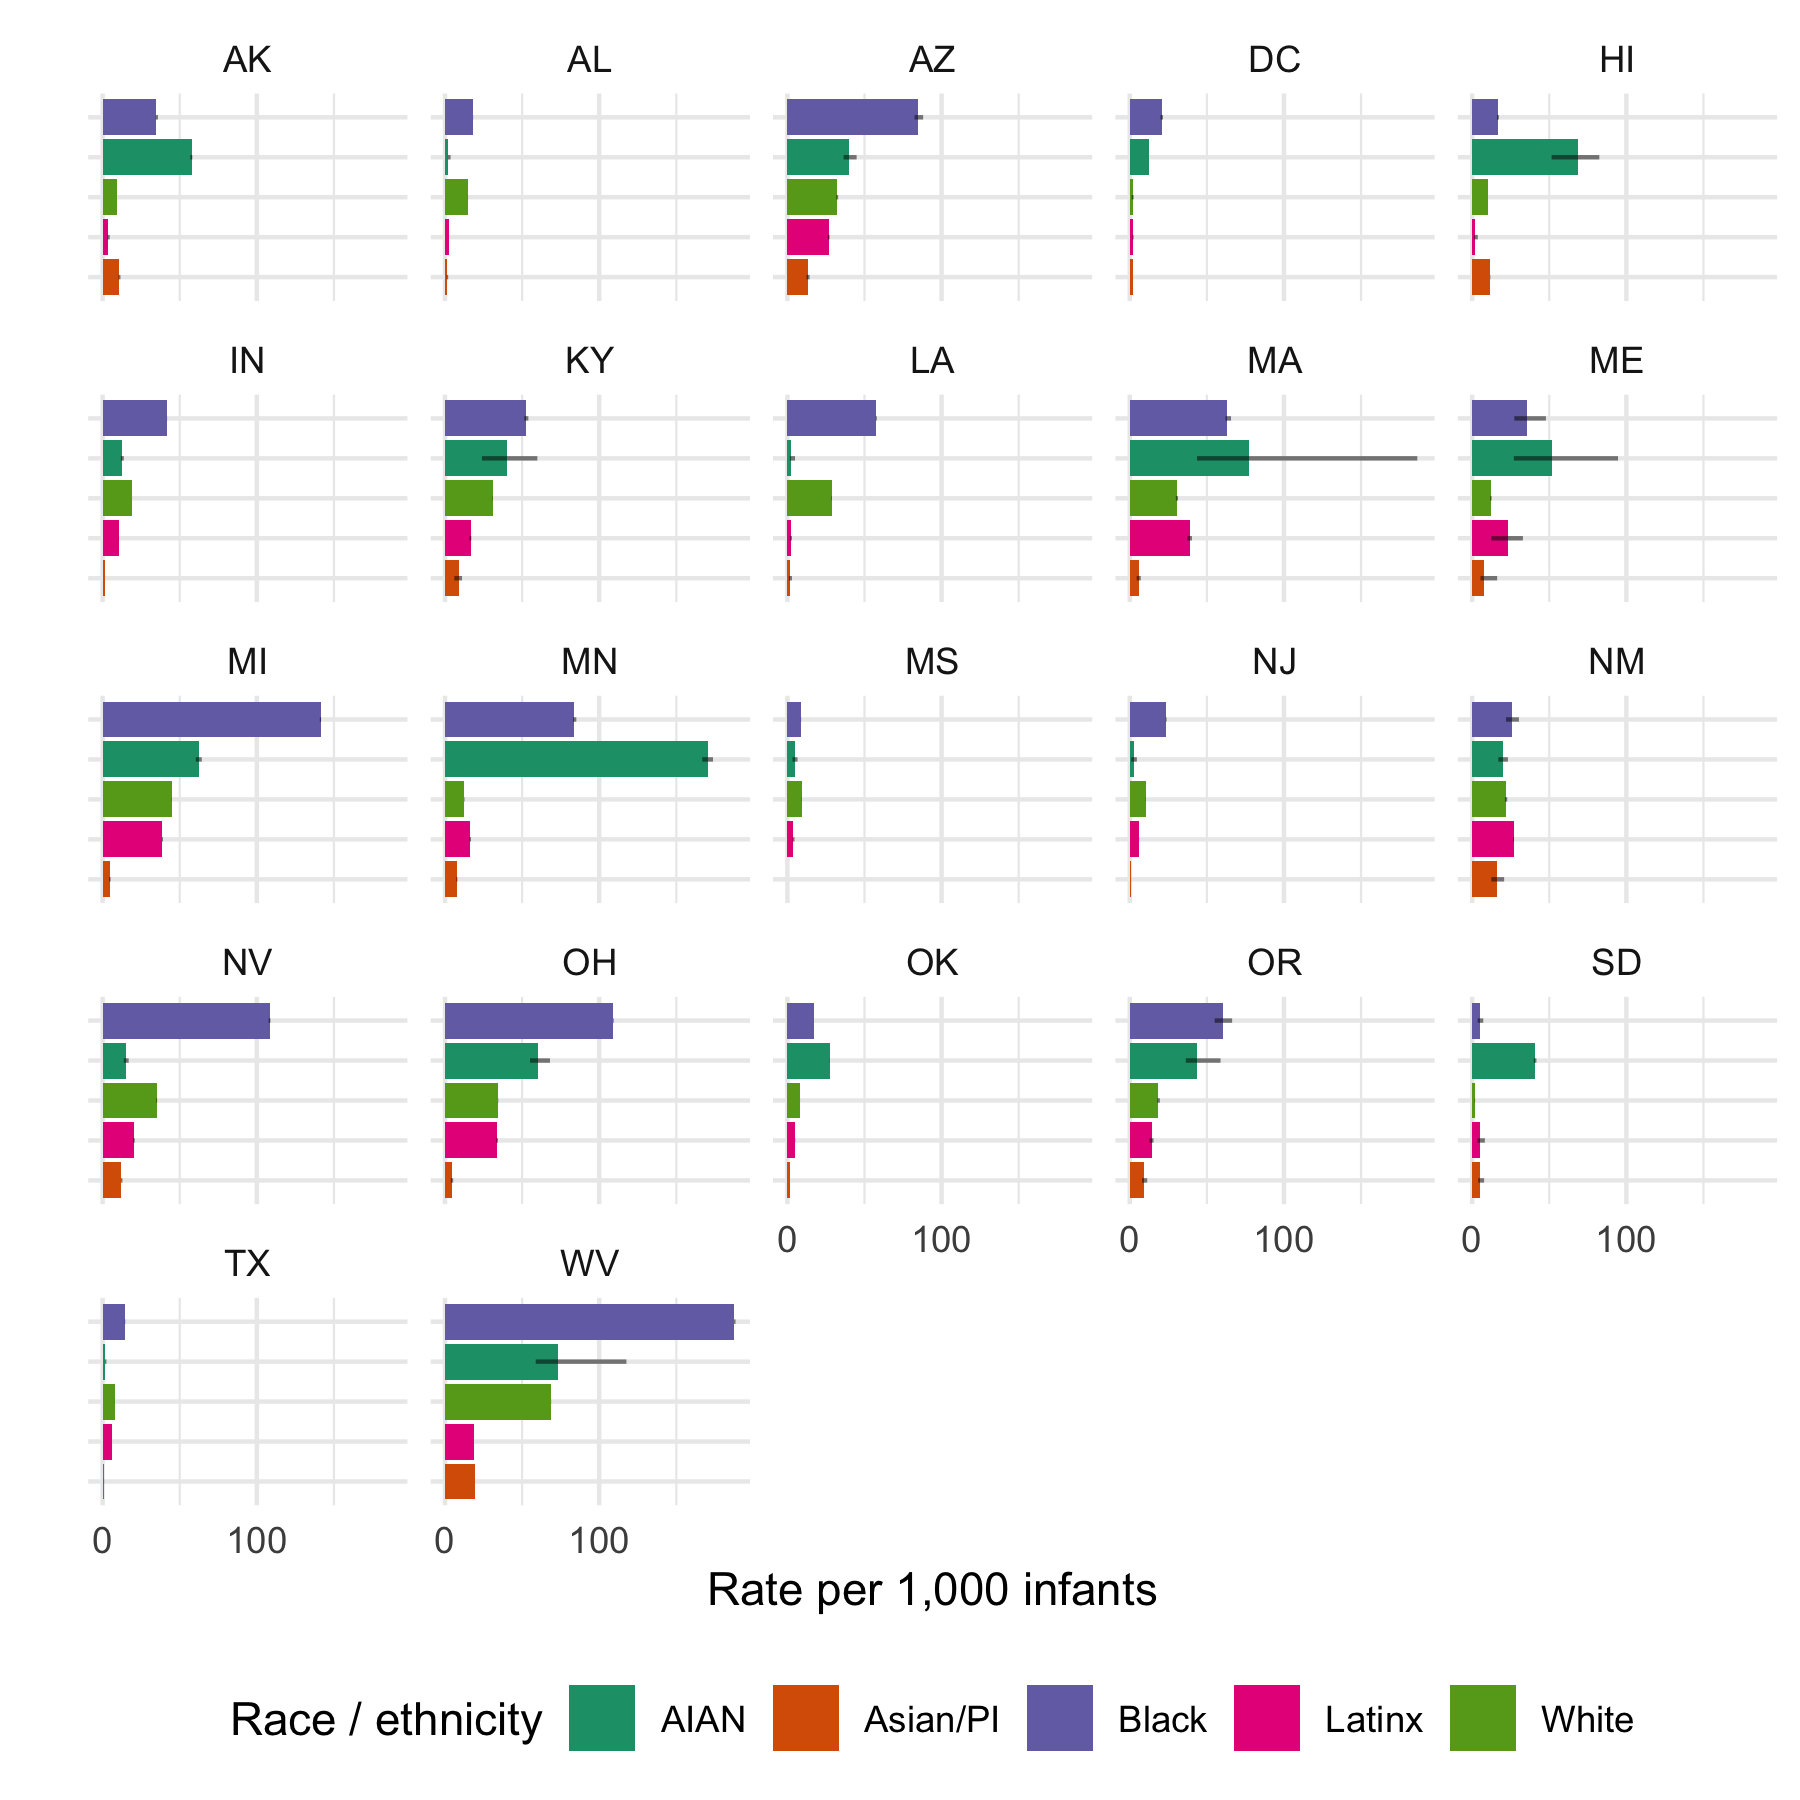 AK AL AZ DC HI
IN KY LA MA ME
MI MN MS NJ NM
NV OH OK OR SD
0 100 0 100 0 100
TX WV
0 100 0 100
Rate per 1,000 infants
Race / ethnicity AIAN Asian/PI Black Latinx White